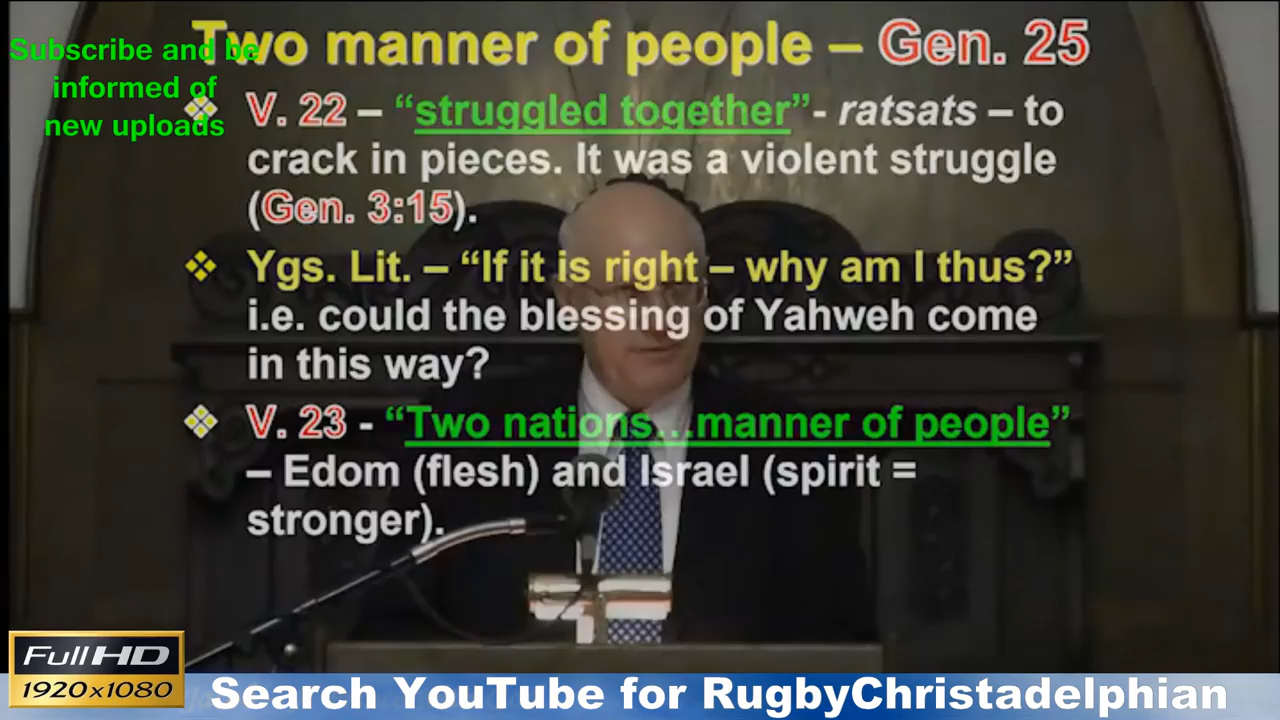 Two manner of people – Gen. 25
Subscribe and be
informed of
new uploads
V. 22 – “struggled together”- ratsats – to
crack in pieces. It was a violent struggle
(Gen. 3:15).
Ygs. Lit. – “If it is right – why am I thus?”
i.e. could the blessing of Yahweh come
in this way?
V. 23 - “Two nations...manner of people”
– Edom (flesh) and Israel (spirit =
stronger).
Full HD
1920x1080
Search YouTube for RugbyChristadelphian